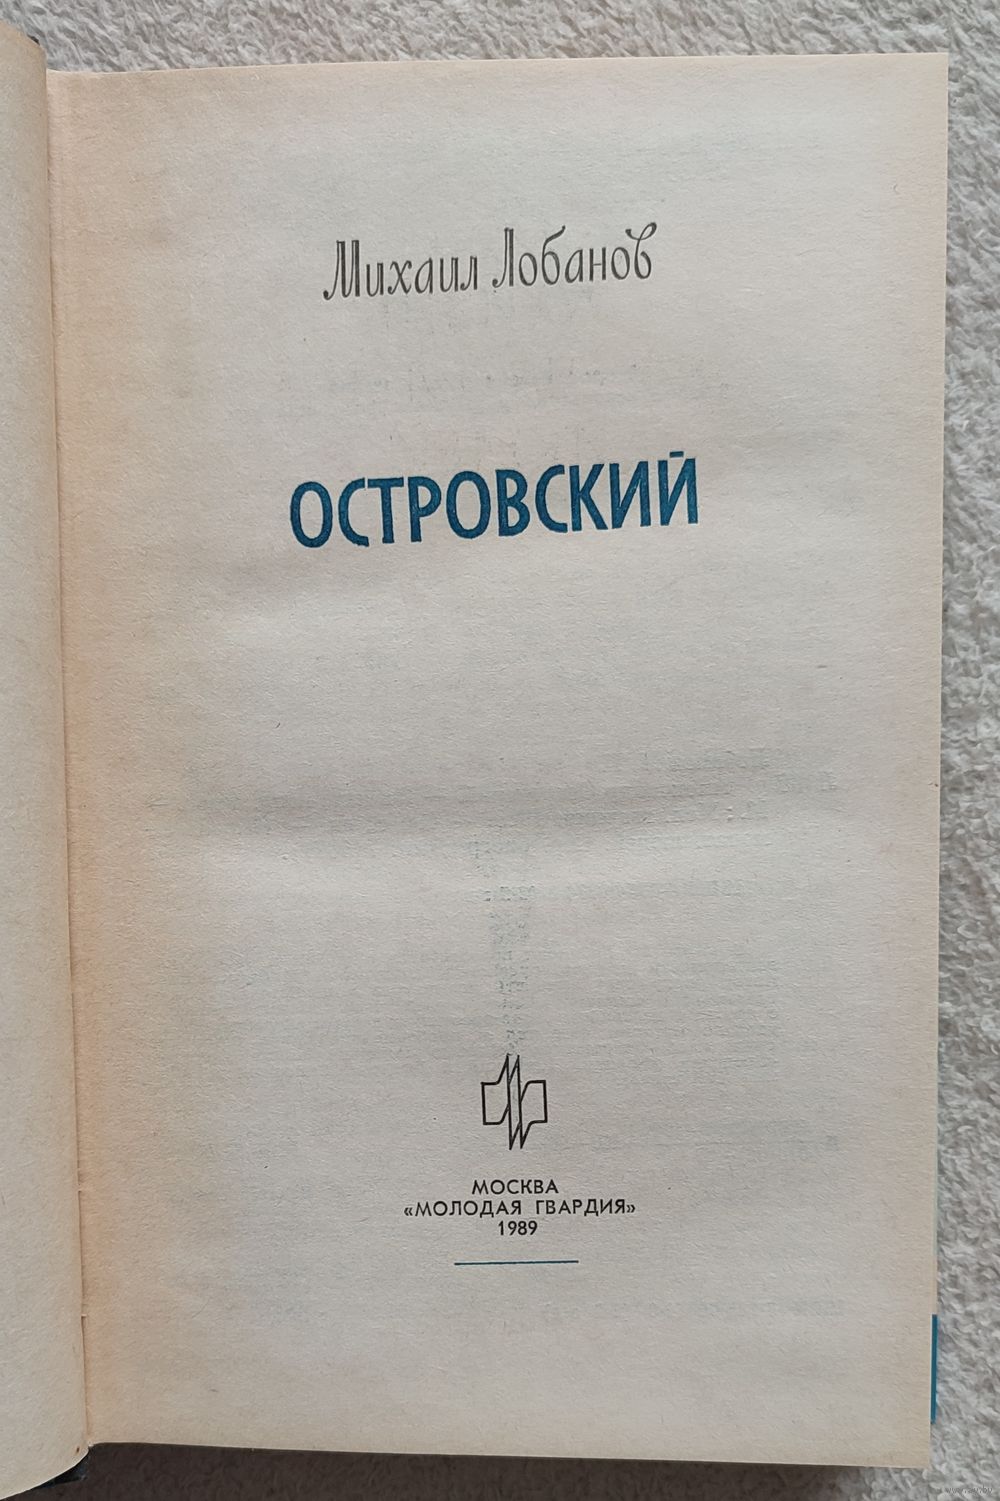 Михаил Лобанов
ОСТРОВСКИЙ
МОСКВА
«МОЛОДАЯ ГВАРДИЯ»
1989